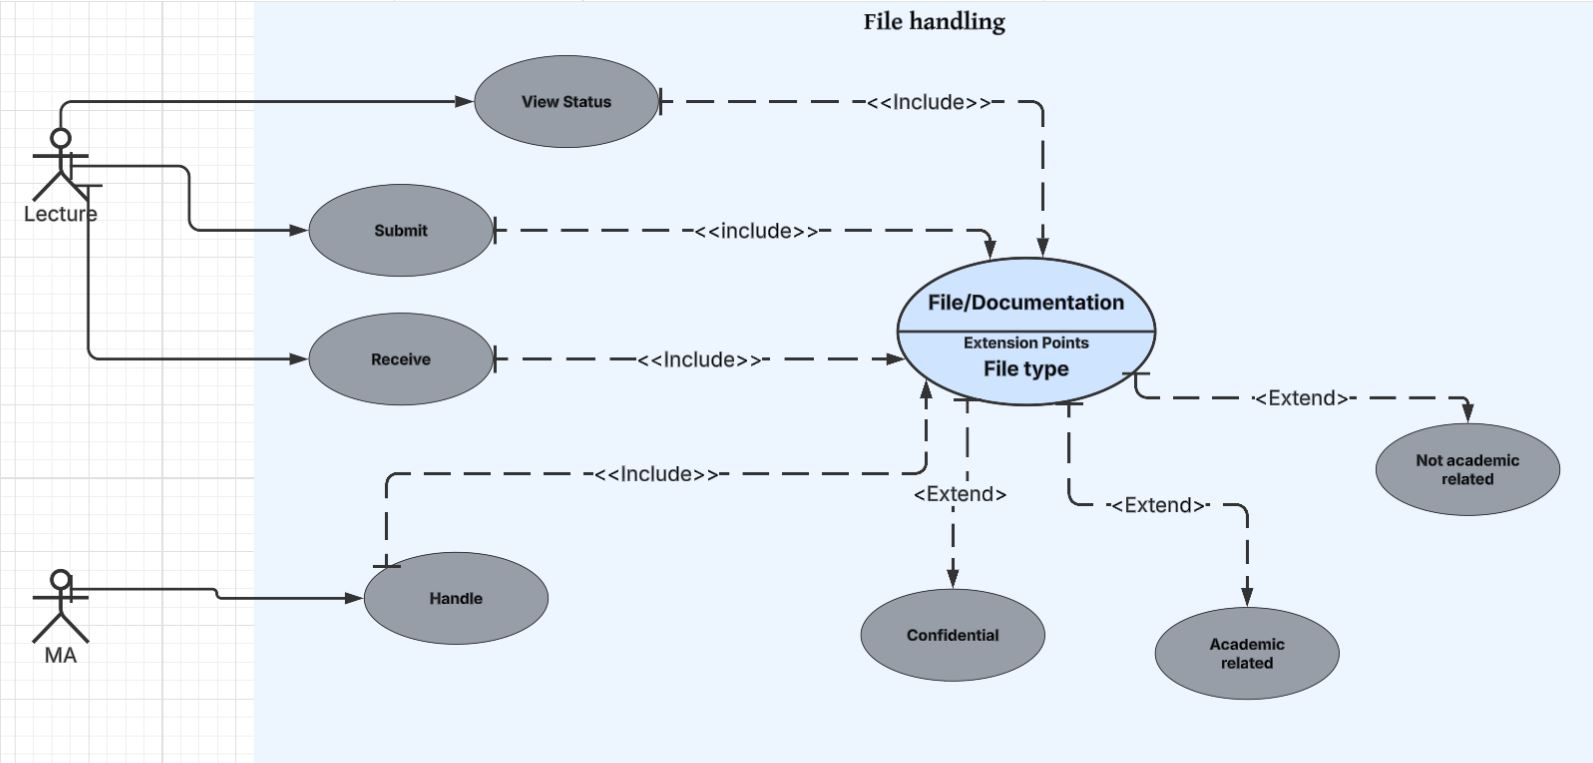 File handling
View Status
<<Include>>
Lecture
Submit
<<include>>
File/Documentation
Extension Points
File type
Receive
<<Include>>
<Extend>
Not academic
related
<<Include>>
<Extend>
<Extend>
Handle
MA
Confidential
Academic
related